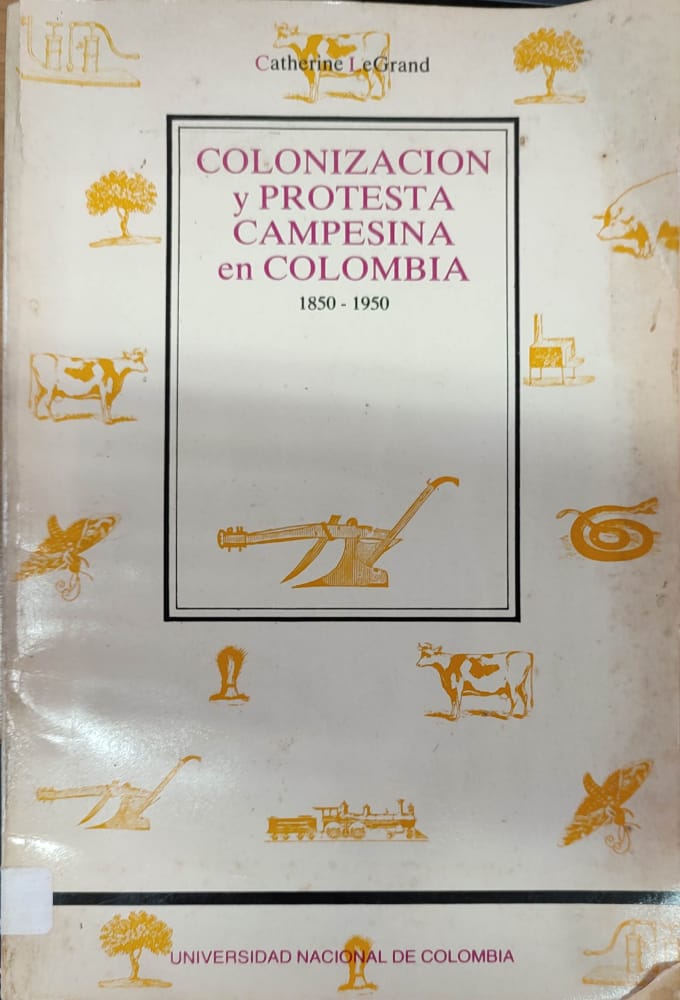 Catherine LeGrand
COLONIZACION
y PROTESTA
CAMPESINA
en COLOMBIA
1850 - 1950
UNIVERSIDAD NACIONAL DE COLOMBIA